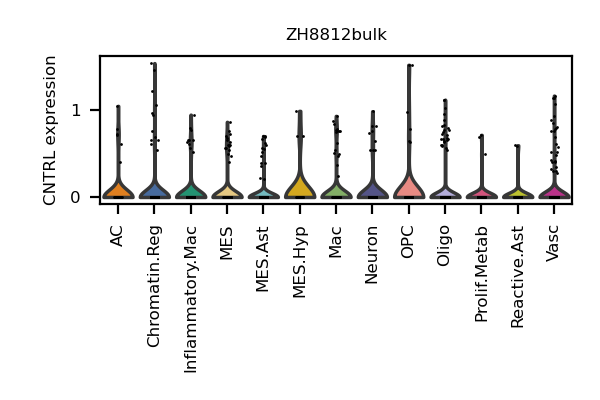 ZH8812bulk
CNTRL expression
1
0
AC
Chromatin.Reg
Inflammatory.Mac
MES
MES.Ast
MES.Hyp
Mac
Neuron
OPC
Oligo
Prolif.Metab
Reactive.Ast
Vasc